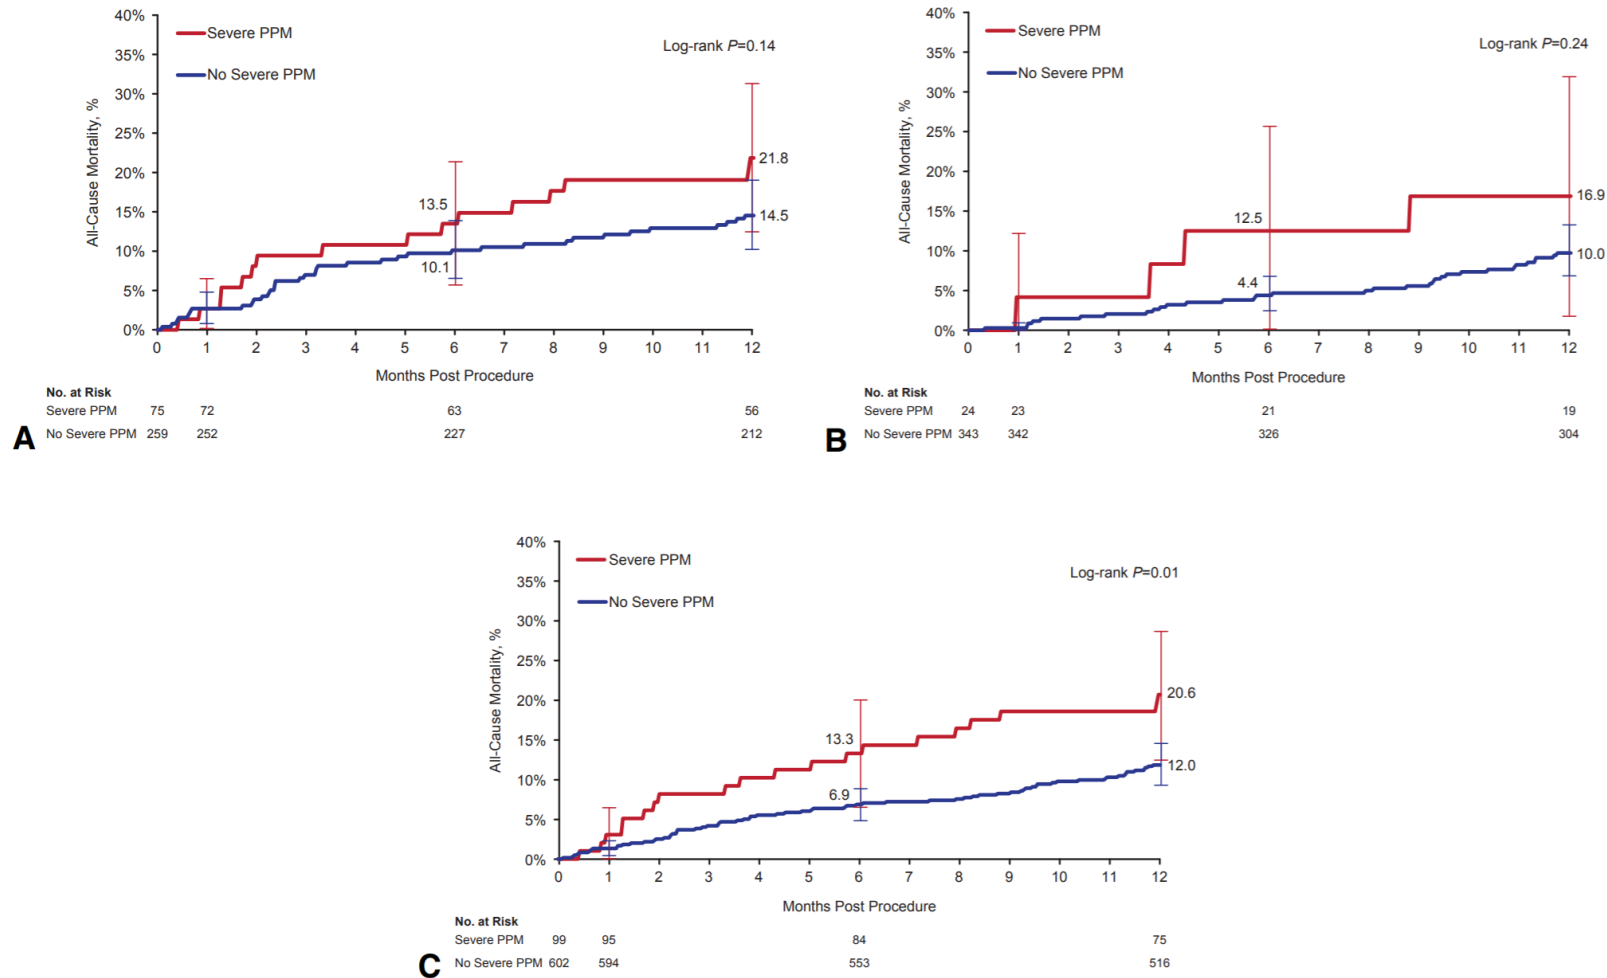 40%
35%
30%
25%
20%
15%
10%
5%
0%
All-Cause Mortality, %
Severe PPM
No Severe PPM
Log-rank P=0.14
13.5
10.1
21.8
14.5
0 1 2 3 4 5 6 7 8 9 10 11 12
Months Post Procedure
No. at Risk
Severe PPM 75 72 63 56
No Severe PPM 259 252 227 212
A
40%
35%
30%
25%
20%
15%
10%
5%
0%
All-Cause Mortality, %
Severe PPM
No Severe PPM
Log-rank P=0.24
12.5
4.4
16.9
10.0
0 1 2 3 4 5 6 7 8 9 10 11 12
Months Post Procedure
No. at Risk
Severe PPM 24 23 21 19
No Severe PPM 343 342 326 304
B
40%
35%
30%
25%
20%
15%
10%
5%
0%
All-Cause Mortality, %
Severe PPM
No Severe PPM
Log-rank P=0.01
13.3
6.9
20.6
12.0
0 1 2 3 4 5 6 7 8 9 10 11 12
Months Post Procedure
No. at Risk
Severe PPM 99 95 84 75
No Severe PPM 602 594 553 516
C